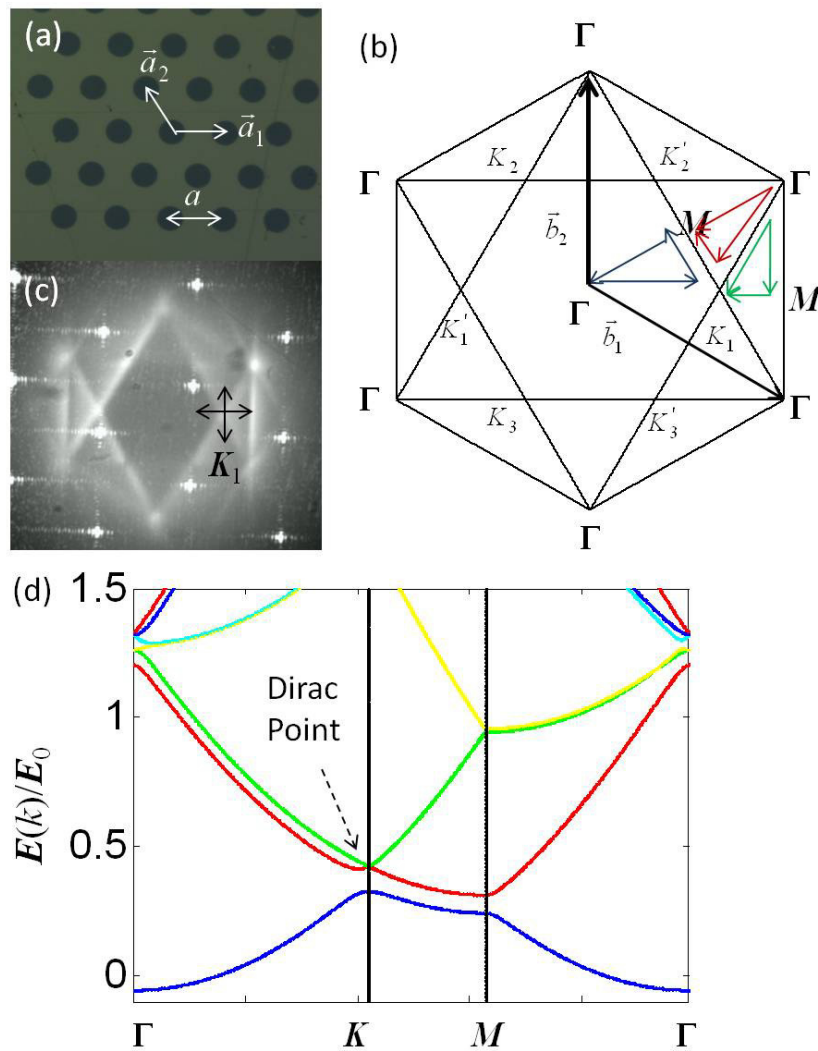 (a)
a⃗₂
a⃗₁
a
(b)
Γ
K₂
K′₂
Γ
Γ
M
b⃗₂
Γ
M
K′₁
b⃗₁
K₁
Γ
Γ
K₃
K′₃
Γ
(c)
K₁
(d)
1.5
1
0.5
0
E(k)/E₀
Dirac
Point
Γ
K
M
Γ